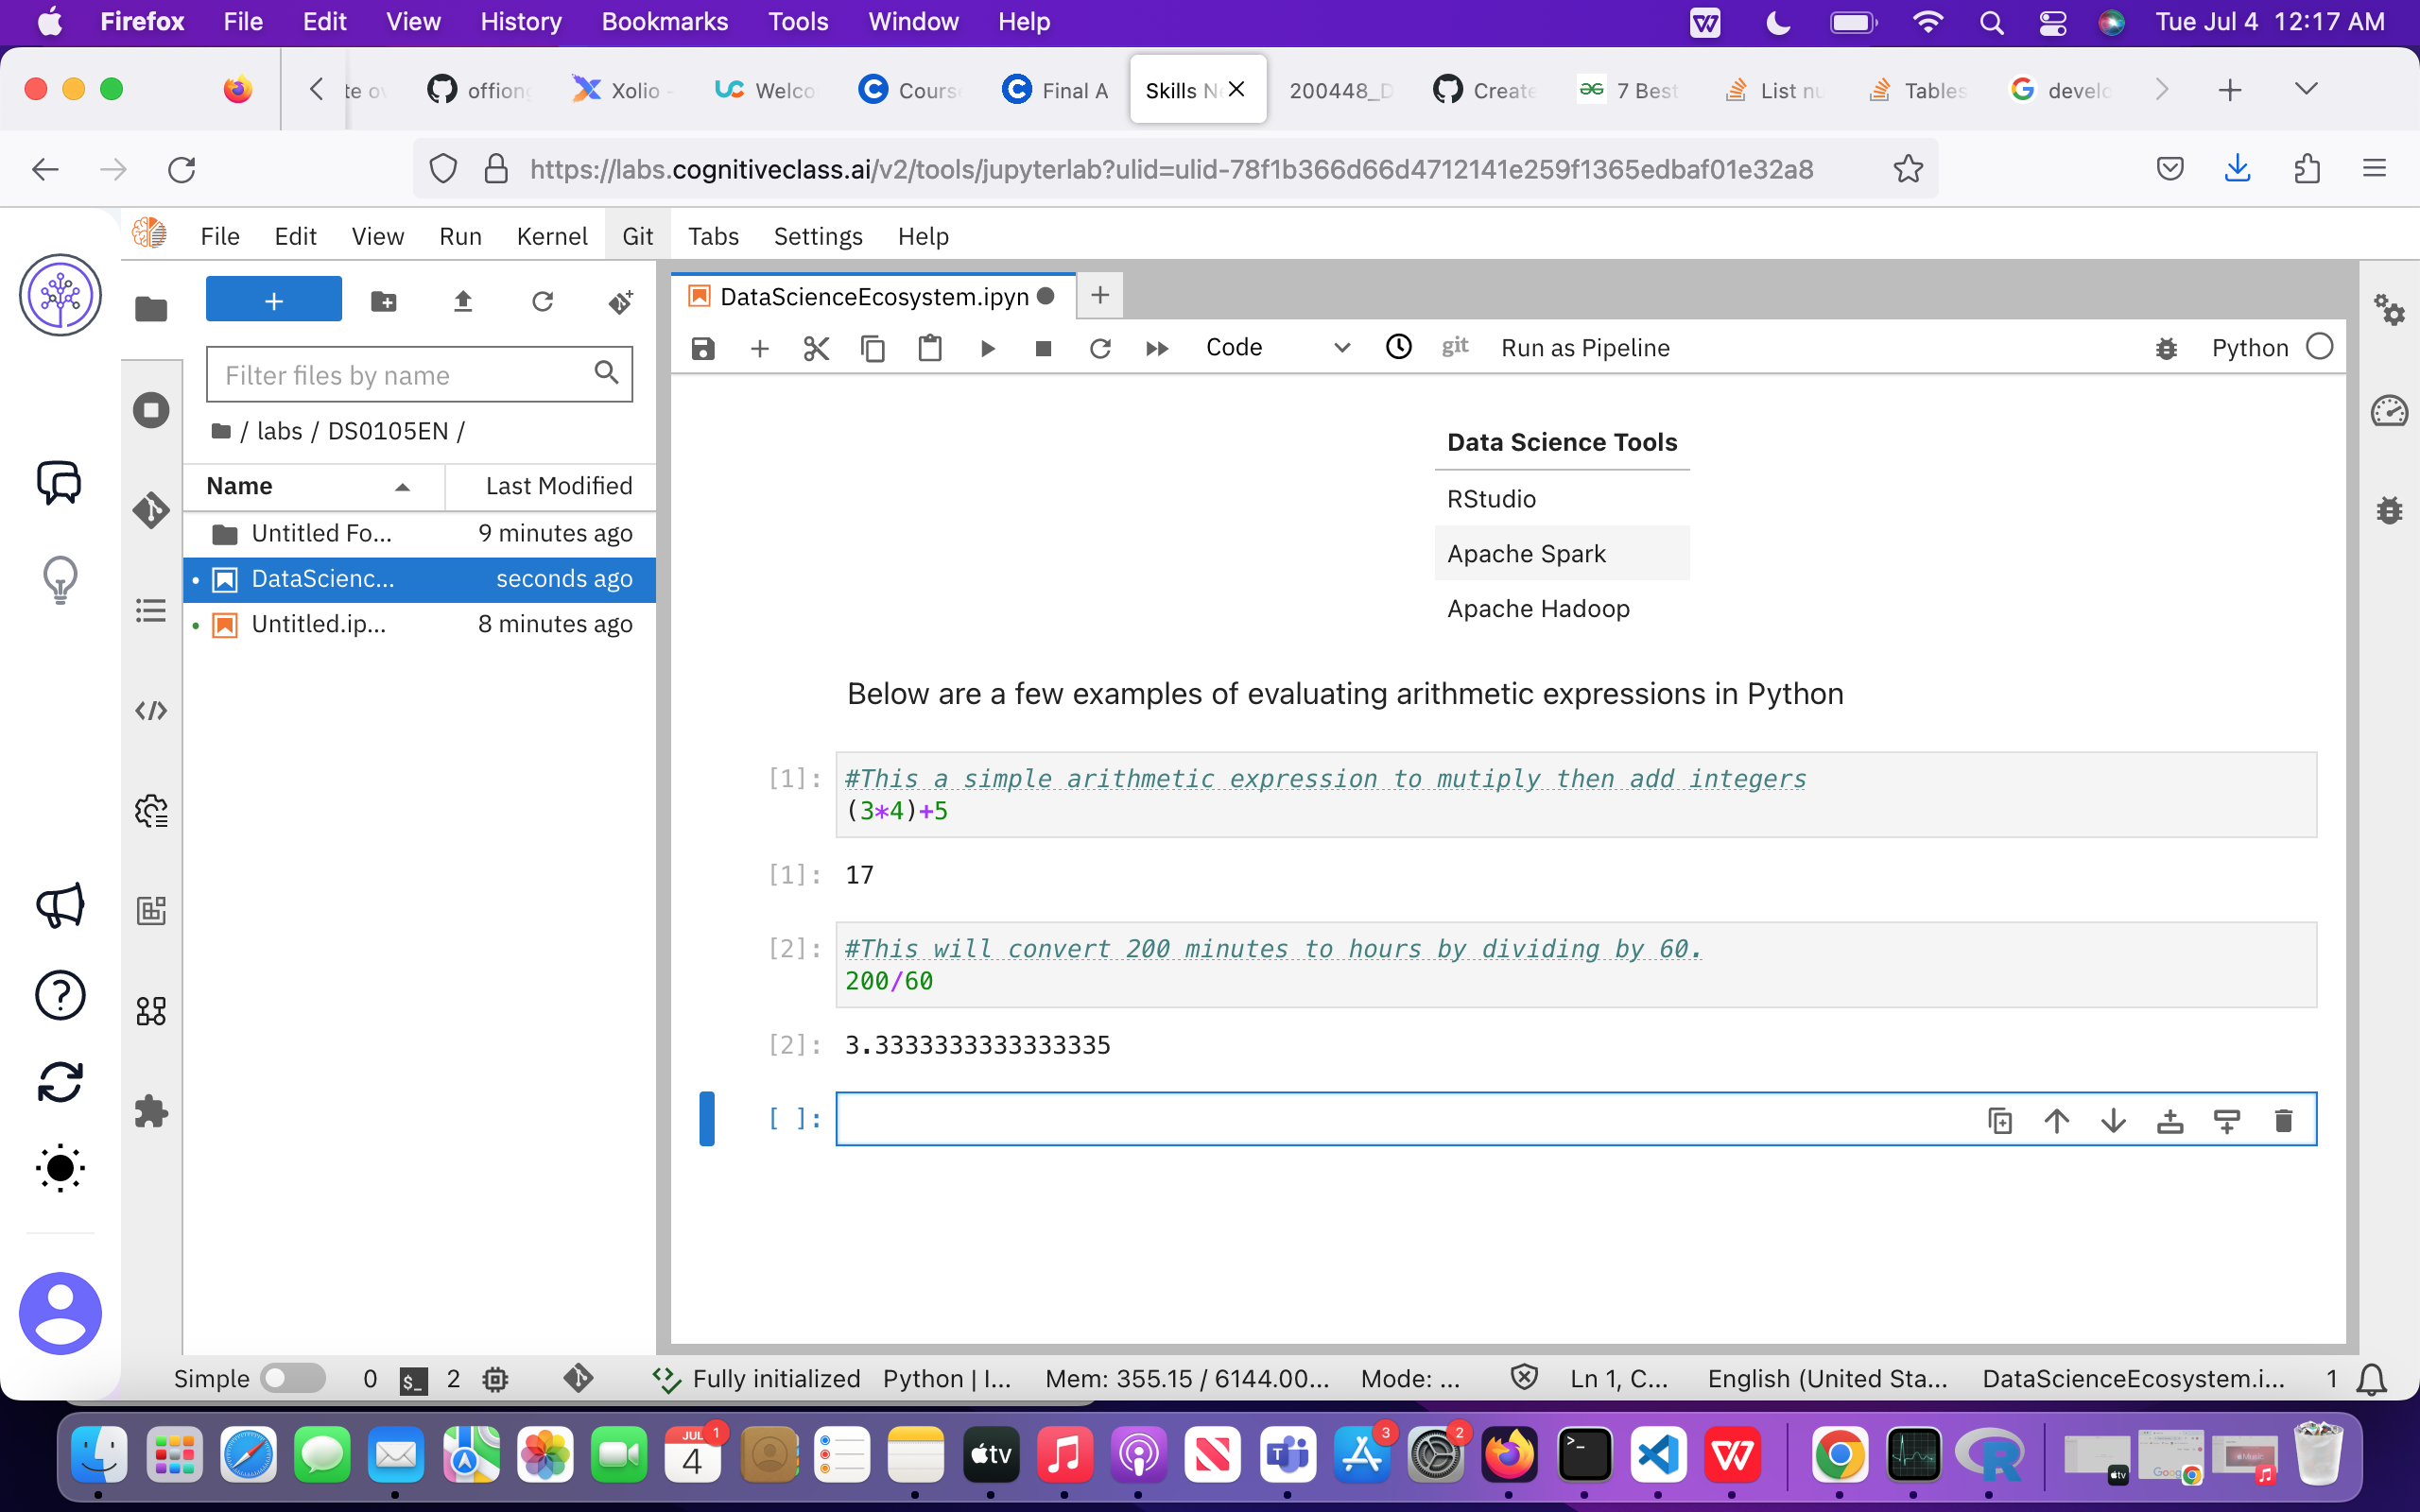 Firefox File Edit View History Bookmarks Tools Window Help Tue Jul 4 12:17 AM
te ov offiong Xolio - Welco Course Final A Skills N 200448_D Create 7 Best List nu Tables develo
https://labs.cognitiveclass.ai/v2/tools/jupyterlab?ulid=ulid-78f1b366d66d4712141e259f1365edbaf01e32a8
File Edit View Run Kernel Git Tabs Settings Help
DataScienceEcosystem.ipyn
Code git Run as Pipeline Python
Filter files by name
/ labs / DS0105EN /
Name Last Modified
Untitled Fo... 9 minutes ago
DataScienc... seconds ago
Untitled.ip... 8 minutes ago
Data Science Tools
RStudio
Apache Spark
Apache Hadoop
Below are a few examples of evaluating arithmetic expressions in Python
[1]: #This a simple arithmetic expression to mutiply then add integers
(3*4)+5
[1]: 17
[2]: #This will convert 200 minutes to hours by dividing by 60.
200/60
[2]: 3.3333333333333335
[ ]:
Simple 0 $_ 2 Fully initialized Python | I... Mem: 355.15 / 6144.00... Mode: ... Ln 1, C... English (United Sta... DataScienceEcosystem.i... 1
JUL 4 1 tv 3 2